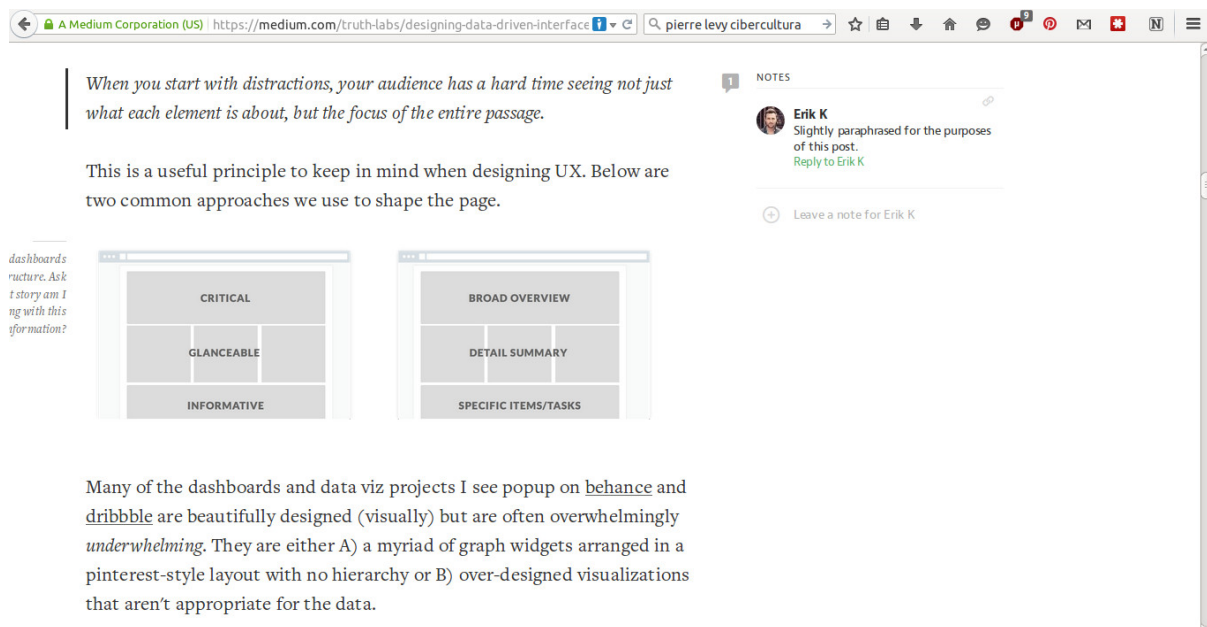 A Medium Corporation (US) https://medium.com/truth-labs/designing-data-driven-interface
pierre levy cibercultura
9
When you start with distractions, your audience has a hard time seeing not just
what each element is about, but the focus of the entire passage.
This is a useful principle to keep in mind when designing UX. Below are
two common approaches we use to shape the page.
dashboards
ructure. Ask
t story am I
ng with this
nformation?
CRITICAL
GLANCEABLE
INFORMATIVE
BROAD OVERVIEW
DETAIL SUMMARY
SPECIFIC ITEMS/TASKS
Many of the dashboards and data viz projects I see popup on behance and
dribbble are beautifully designed (visually) but are often overwhelmingly
underwhelming. They are either A) a myriad of graph widgets arranged in a
pinterest-style layout with no hierarchy or B) over-designed visualizations
that aren't appropriate for the data.
1
NOTES
Erik K
Slightly paraphrased for the purposes
of this post.
Reply to Erik K
Leave a note for Erik K